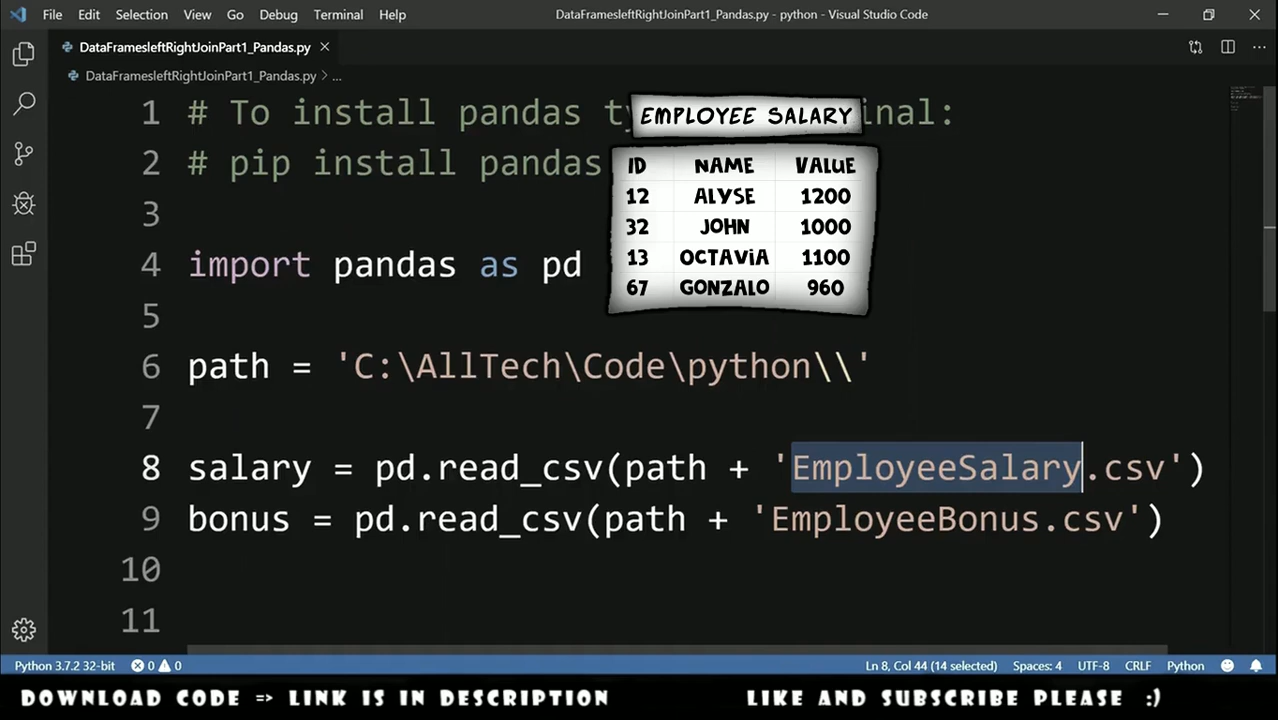 File Edit Selection View Go Debug Terminal Help
DataFramesleftRightJoinPart1_Pandas.py - python - Visual Studio Code
DataFramesleftRightJoinPart1_Pandas.py ×
DataFramesleftRightJoinPart1_Pandas.py > ...
1 # To install pandas ty inal:
EMPLOYEE SALARY
2 # pip install pandas
ID NAME VALUE
12 ALYSE 1200
32 JOHN 1000
13 OCTAViA 1100
67 GONZALO 960
3
4 import pandas as pd
5
6 path = 'C:\AllTech\Code\python\\'
7
8 salary = pd.read_csv(path + 'EmployeeSalary.csv')
9 bonus = pd.read_csv(path + 'EmployeeBonus.csv')
10
11
Python 3.7.2 32-bit 0 0 Ln 8, Col 44 (14 selected) Spaces: 4 UTF-8 CRLF Python
DOWNLOAD CODE => LINK IS IN DESCRIPTION LIKE AND SUBSCRIBE PLEASE :)